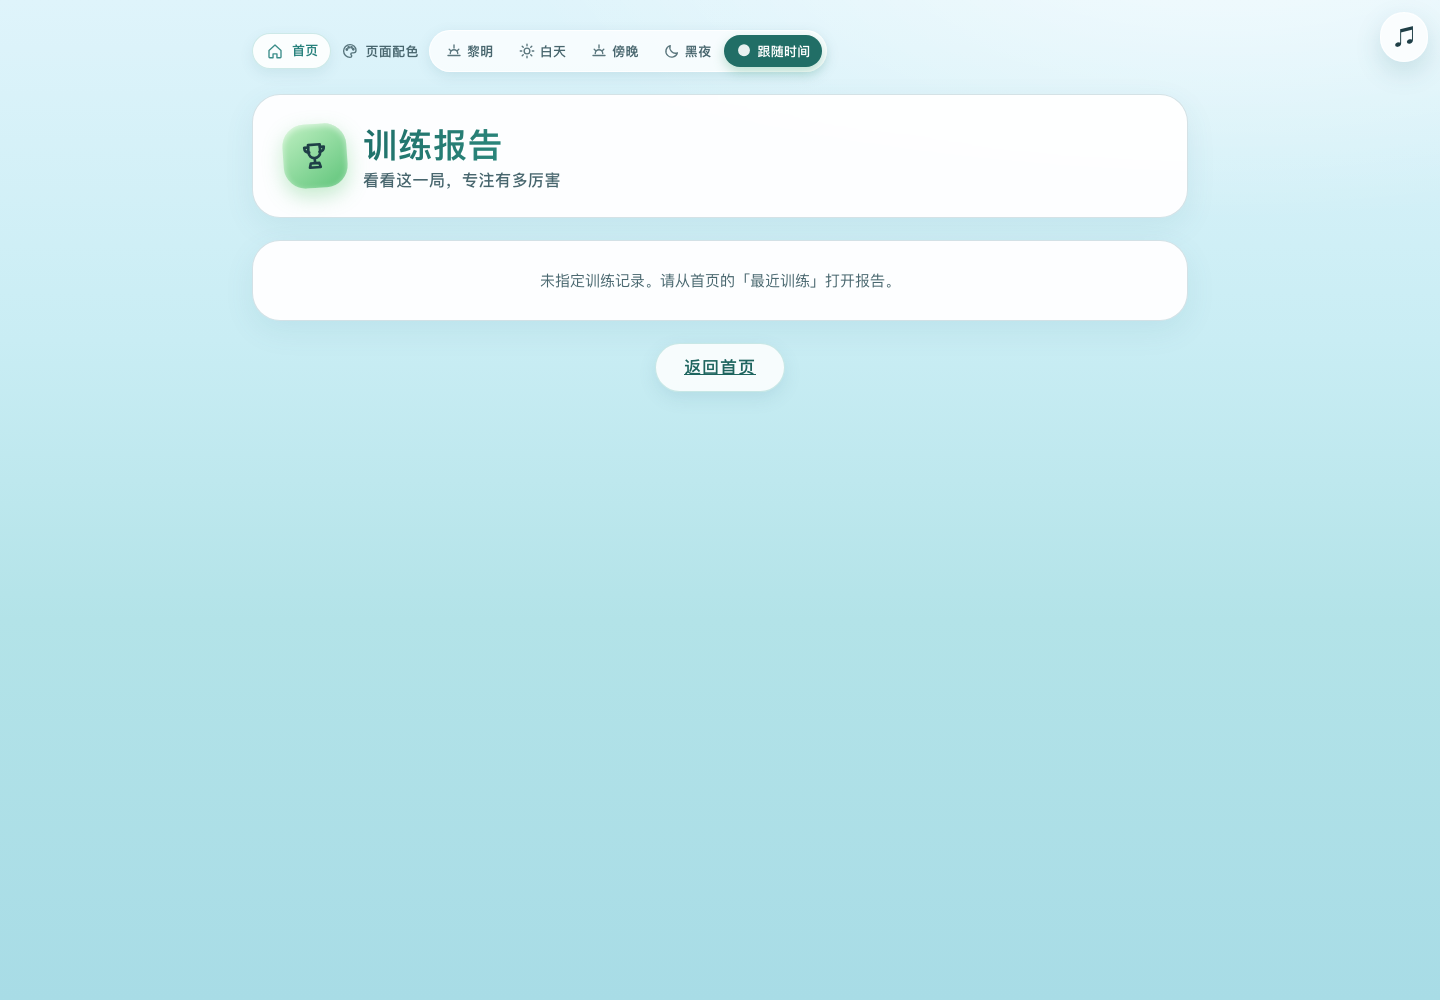 首页 页面配色 黎明 白天 傍晚 黑夜 跟随时间
训练报告
看看这一局，专注有多厉害
未指定训练记录。请从首页的「最近训练」打开报告。
返回首页